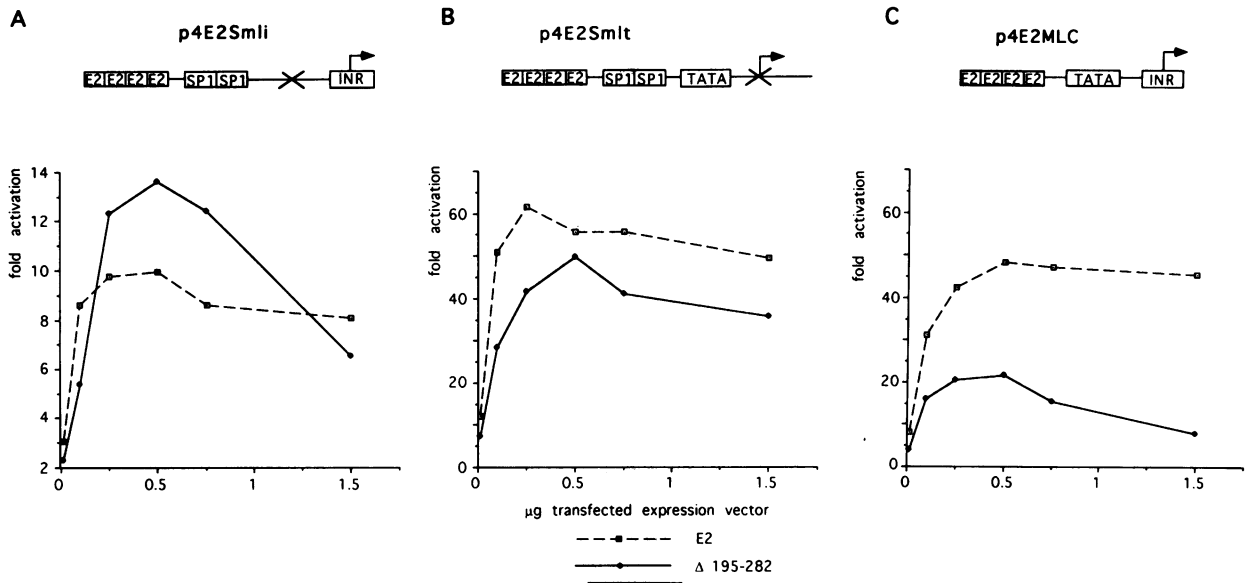 A
p4E2Smli
E2 E2 E2 E2 SP1 SP1 INR
14
12
10
8
6
4
2
fold activation
0 0.5 1 1.5
B
p4E2Smlt
E2 E2 E2 E2 SP1 SP1 TATA
60
40
20
0
fold activation
0 0.5 1 1.5
µg transfected expression vector
E2
Δ 195-282
C
p4E2MLC
E2 E2 E2 E2 TATA INR
60
40
20
0
fold activation
0 0.5 1 1.5